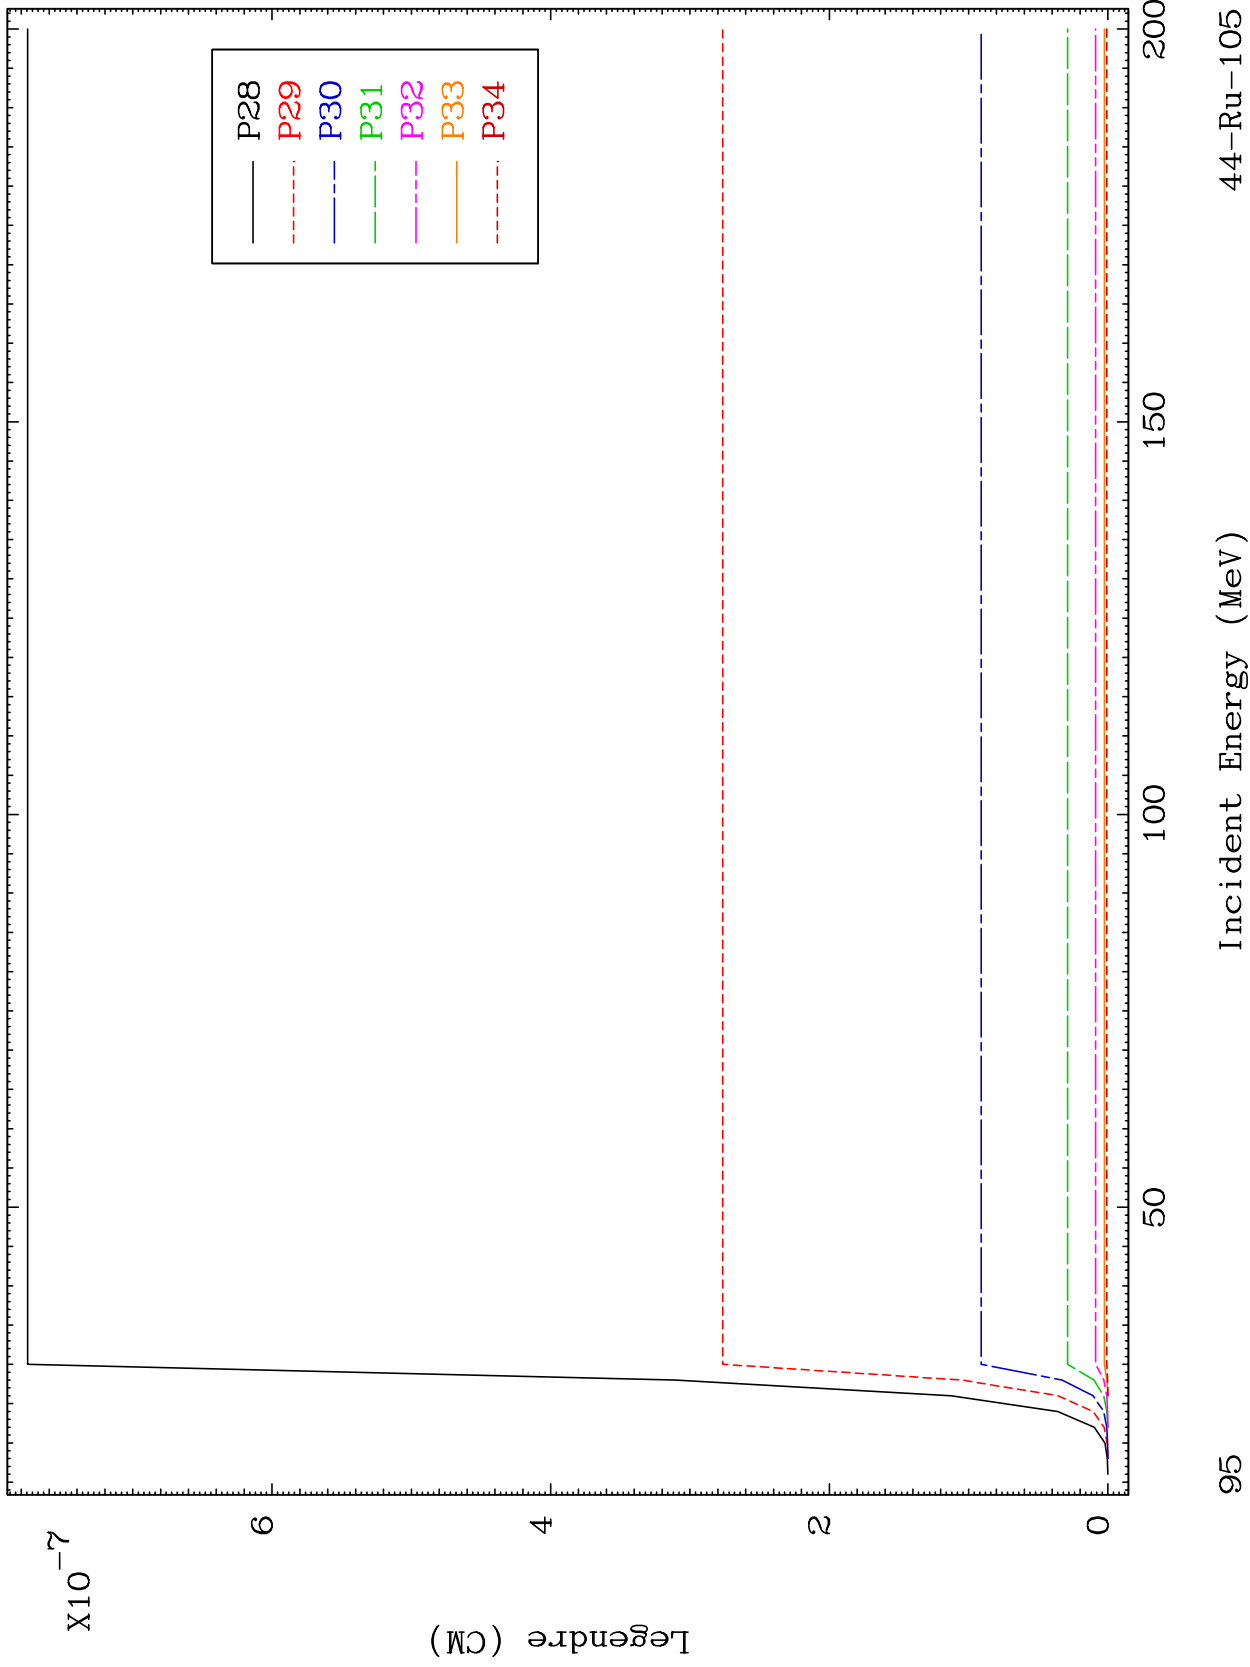 X10-7
6
4
2
0
Legendre (CM)
P28
P29
P30
P31
P32
P33
P34
50
100
150
200
Incident Energy (MeV)
95
44-Ru-105